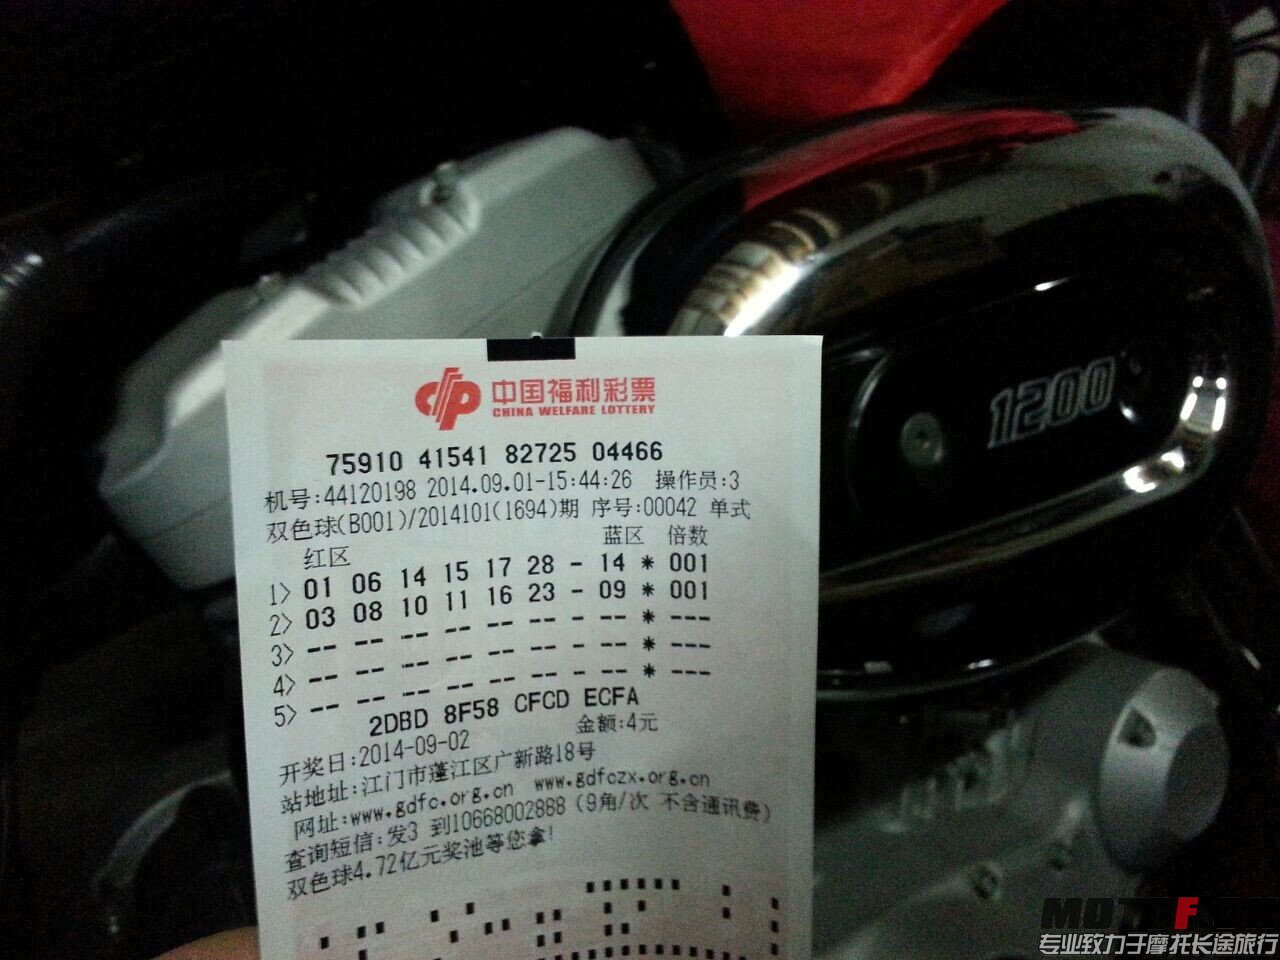 中国福利彩票
CHINA WELFARE LOTTERY
75910 41541 82725 04466
机号:44120198 2014.09.01-15:44:26 操作员:3
双色球(B001)/2014101(1694)期 序号:00042 单式
红区 蓝区 倍数
1> 01 06 14 15 17 28 - 14 * 001
2> 03 08 10 11 16 23 - 09 * 001
3> -- -- -- -- -- -- - -- * ---
4> -- -- -- -- -- -- - -- * ---
5> -- -- -- -- -- -- - -- * ---
2DBD 8F58 CFCD ECFA
开奖日:2014-09-02 金额:4元
站地址:江门市蓬江区广新路18号
网址:www.gdfc.org.cn www.gdfczx.org.cn
查询短信:发3 到10668002888(9角/次 不含通讯费)
双色球4.72亿元奖池等您拿!
1200
专业致力于摩托长途旅行